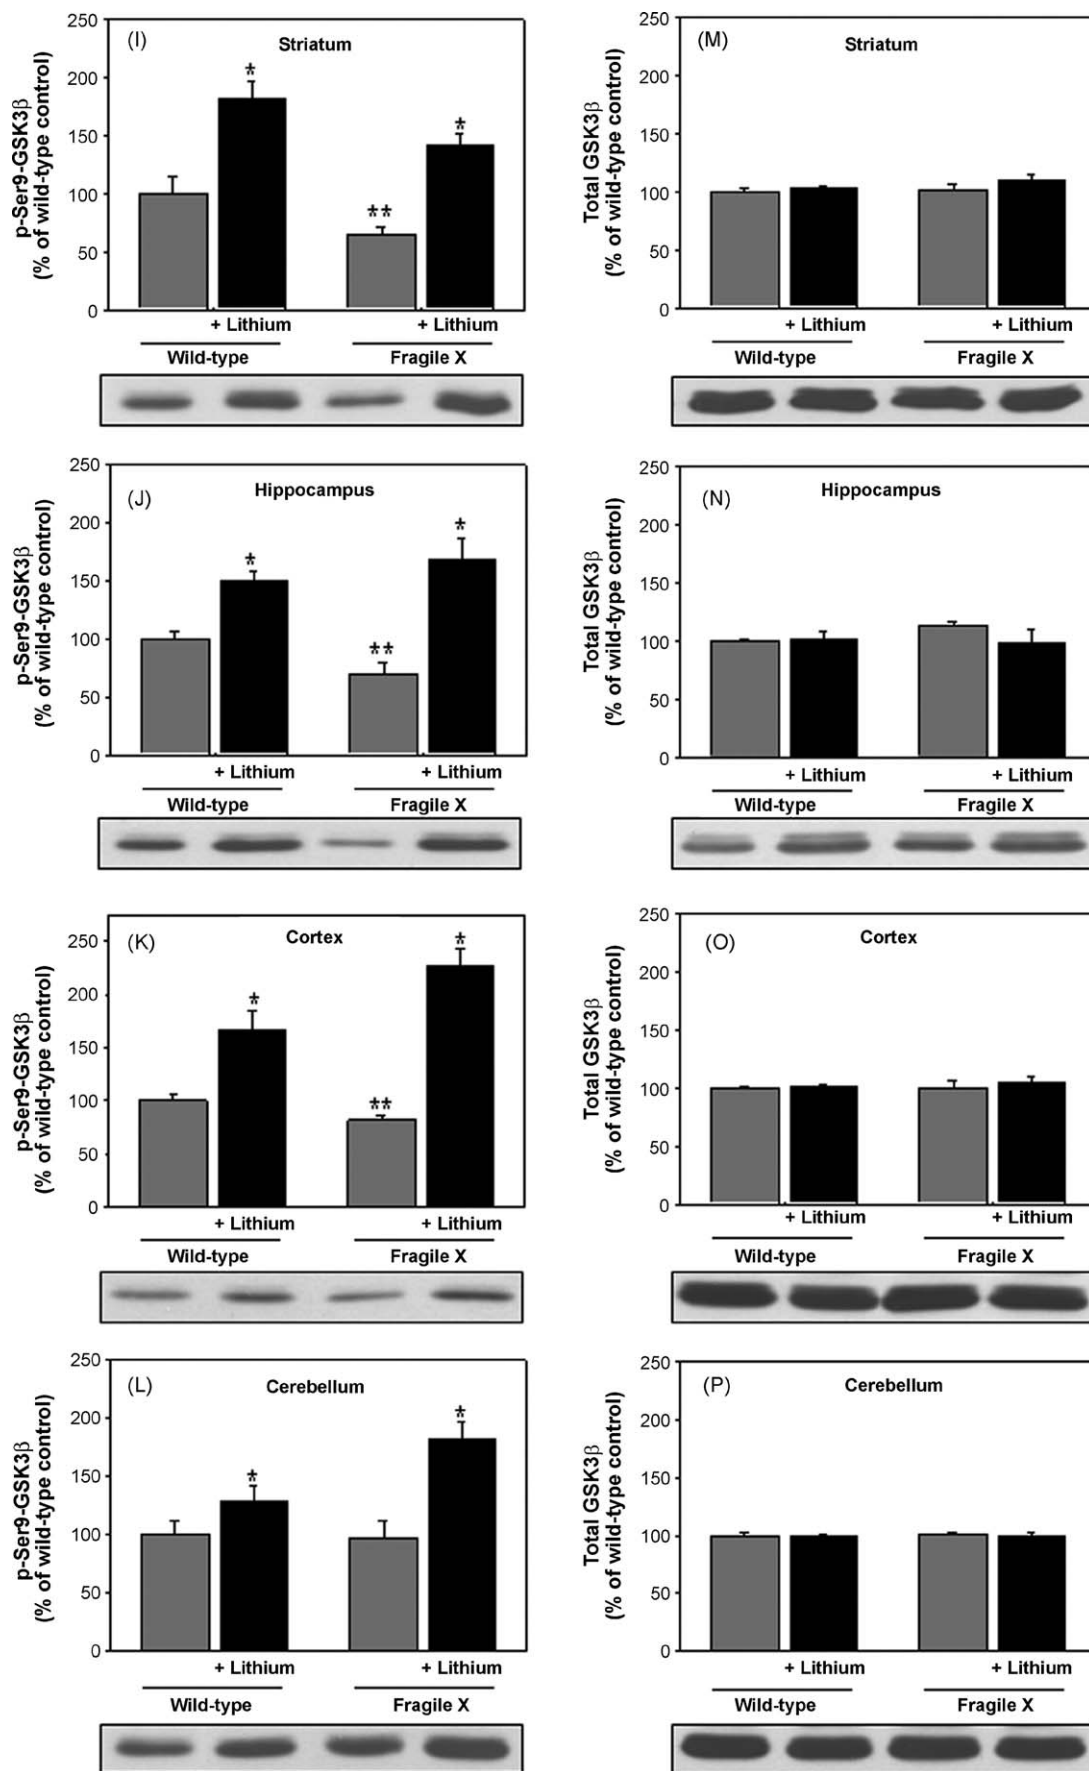 (I)
Striatum
p-Ser9-GSK3β
(% of wild-type control)
250
200
150
100
50
0
*
**
*
+ Lithium
+ Lithium
Wild-type
Fragile X
(M)
Striatum
Total GSK3β
(% of wild-type control)
250
200
150
100
50
0
+ Lithium
+ Lithium
Wild-type
Fragile X
(J)
Hippocampus
p-Ser9-GSK3β
(% of wild-type control)
250
200
150
100
50
0
*
**
*
+ Lithium
+ Lithium
Wild-type
Fragile X
(N)
Hippocampus
Total GSK3β
(% of wild-type control)
250
200
150
100
50
0
+ Lithium
+ Lithium
Wild-type
Fragile X
(K)
Cortex
p-Ser9-GSK3β
(% of wild-type control)
250
200
150
100
50
0
*
**
*
+ Lithium
+ Lithium
Wild-type
Fragile X
(O)
Cortex
Total GSK3β
(% of wild-type control)
250
200
150
100
50
0
+ Lithium
+ Lithium
Wild-type
Fragile X
(L)
Cerebellum
p-Ser9-GSK3β
(% of wild-type control)
250
200
150
100
50
0
*
*
+ Lithium
+ Lithium
Wild-type
Fragile X
(P)
Cerebellum
Total GSK3β
(% of wild-type control)
250
200
150
100
50
0
+ Lithium
+ Lithium
Wild-type
Fragile X